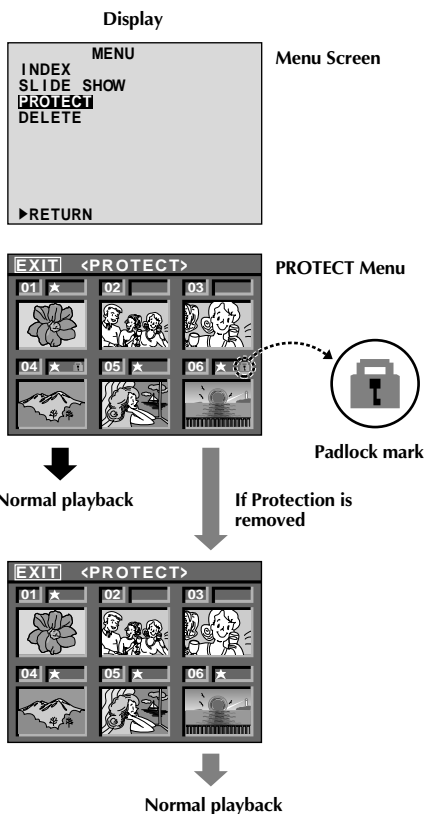 Display
MENU
INDEX
SLIDE SHOW
PROTECT
DELETE
▶RETURN
Menu Screen
EXIT <PROTECT>
01 ★ 02 03
04 ★ 05 ★ 06 ★
PROTECT Menu
Padlock mark
Normal playback
If Protection is
removed
EXIT <PROTECT>
01 ★ 02 03
04 ★ 05 ★ 06 ★
Normal playback